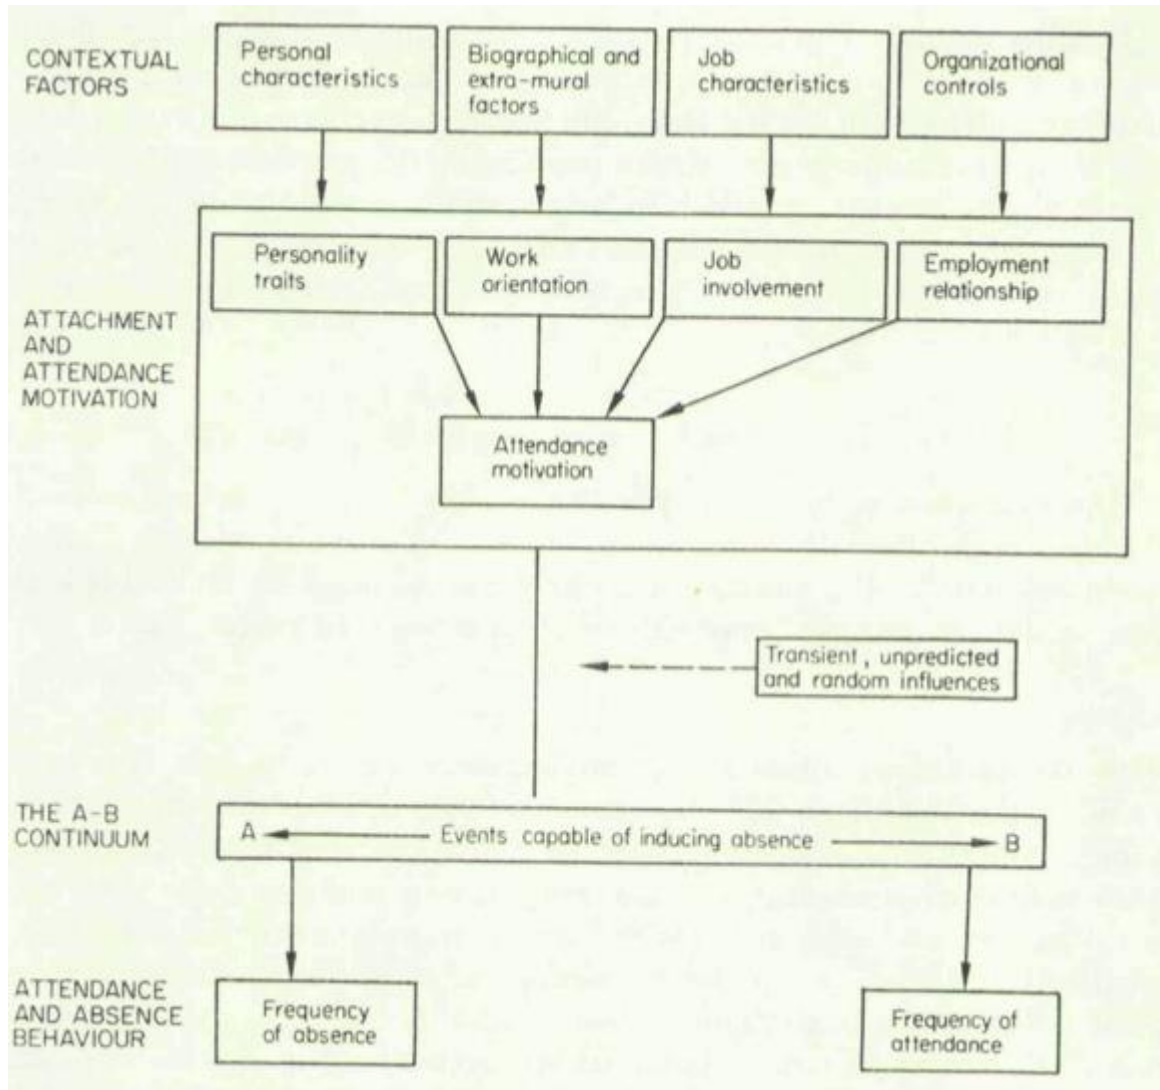 CONTEXTUAL
FACTORS
Personal
characteristics
Biographical and
extra-mural
factors
Job
characteristics
Organizational
controls
ATTACHMENT
AND
ATTENDANCE
MOTIVATION
Personality
traits
Work
orientation
Job
involvement
Employment
relationship
Attendance
motivation
Transient, unpredicted
and random influences
THE A-B
CONTINUUM
A Events capable of inducing absence B
ATTENDANCE
AND ABSENCE
BEHAVIOUR
Frequency
of absence
Frequency of
attendance